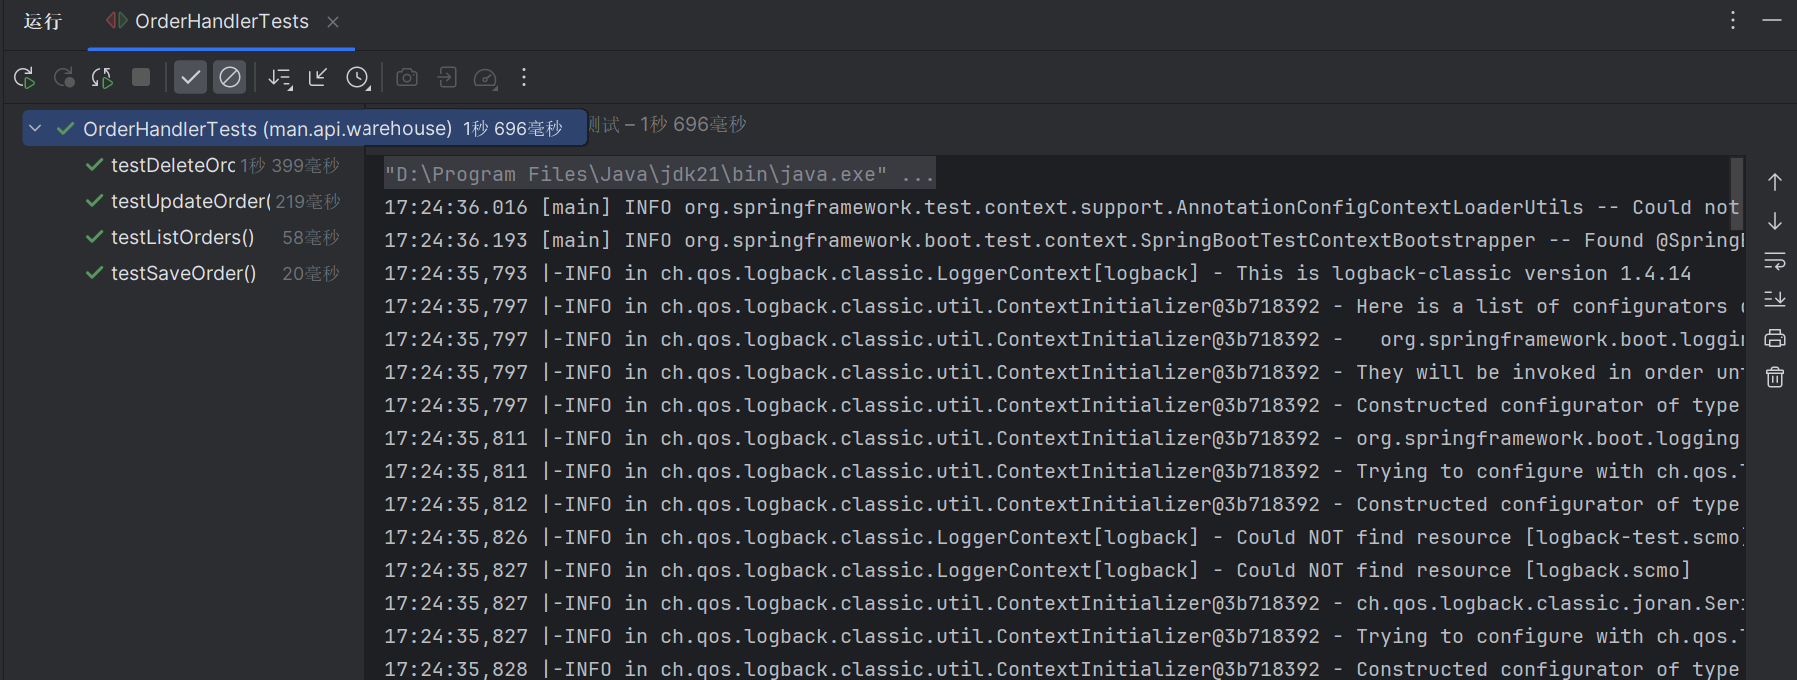 运行 OrderHandlerTests
OrderHandlerTests (man.api.warehouse) 1秒 696毫秒
测试 – 1秒 696毫秒
testDeleteOrc 1秒 399毫秒
testUpdateOrder( 219毫秒
testListOrders() 58毫秒
testSaveOrder() 20毫秒
"D:\Program Files\Java\jdk21\bin\java.exe" ...
17:24:36.016 [main] INFO org.springframework.test.context.support.AnnotationConfigContextLoaderUtils -- Could not
17:24:36.193 [main] INFO org.springframework.boot.test.context.SpringBootTestContextBootstrapper -- Found @SpringB
17:24:35,793 |-INFO in ch.qos.logback.classic.LoggerContext[logback] - This is logback-classic version 1.4.14
17:24:35,797 |-INFO in ch.qos.logback.classic.util.ContextInitializer@3b718392 - Here is a list of configurators
17:24:35,797 |-INFO in ch.qos.logback.classic.util.ContextInitializer@3b718392 -   org.springframework.boot.loggin
17:24:35,797 |-INFO in ch.qos.logback.classic.util.ContextInitializer@3b718392 - They will be invoked in order unt
17:24:35,797 |-INFO in ch.qos.logback.classic.util.ContextInitializer@3b718392 - Constructed configurator of type
17:24:35,811 |-INFO in ch.qos.logback.classic.util.ContextInitializer@3b718392 - org.springframework.boot.logging
17:24:35,811 |-INFO in ch.qos.logback.classic.util.ContextInitializer@3b718392 - Trying to configure with ch.qos.
17:24:35,812 |-INFO in ch.qos.logback.classic.util.ContextInitializer@3b718392 - Constructed configurator of type
17:24:35,826 |-INFO in ch.qos.logback.classic.LoggerContext[logback] - Could NOT find resource [logback-test.scmo]
17:24:35,827 |-INFO in ch.qos.logback.classic.LoggerContext[logback] - Could NOT find resource [logback.scmo]
17:24:35,827 |-INFO in ch.qos.logback.classic.util.ContextInitializer@3b718392 - ch.qos.logback.classic.joran.Seri
17:24:35,827 |-INFO in ch.qos.logback.classic.util.ContextInitializer@3b718392 - Trying to configure with ch.qos.
17:24:35,828 |-INFO in ch.qos.logback.classic.util.ContextInitializer@3b718392 - Constructed configurator of type